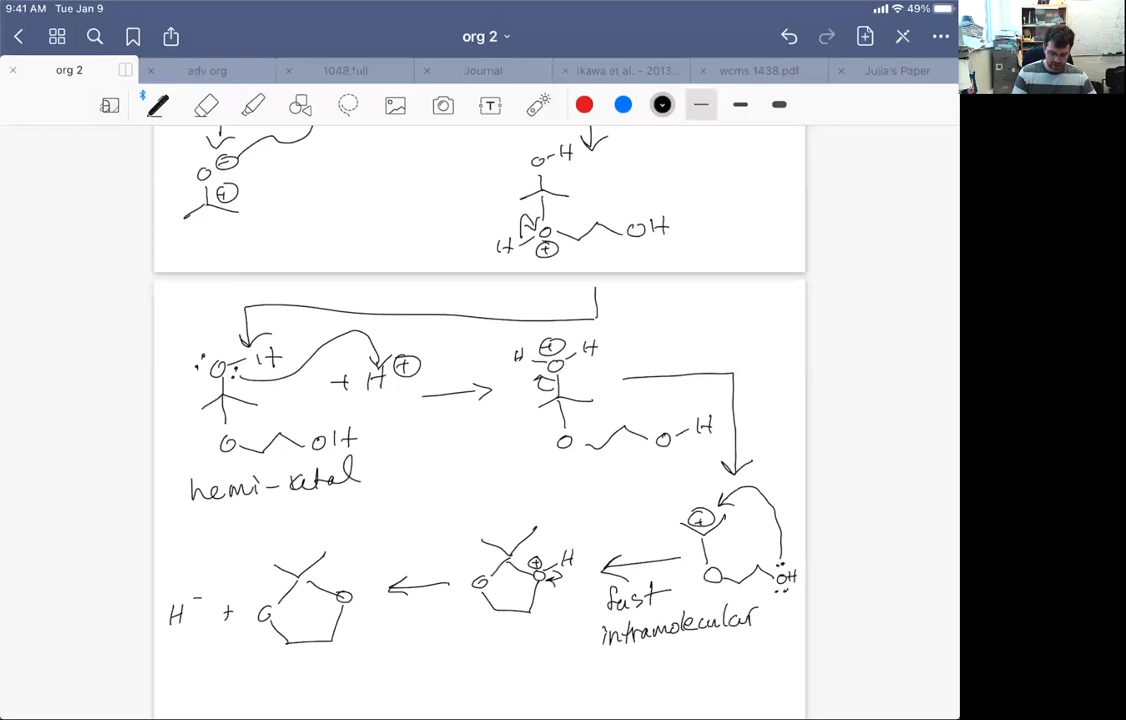 9:41 AM Tue Jan 9
49%
org 2
org 2
adv org
1048.full
Journal
ikawa et al. - 2013...
wcms.1438.pdf
Julia's Paper
T
O ⊖
⊕
O-H
H O OH
⊕
O H
+ H ⊕
O OH
hemi-ketal
H ⊕ O H
O O-H
⊕
O OH
fast
intramolecular
O ⊕ O H
H⁻ + O O